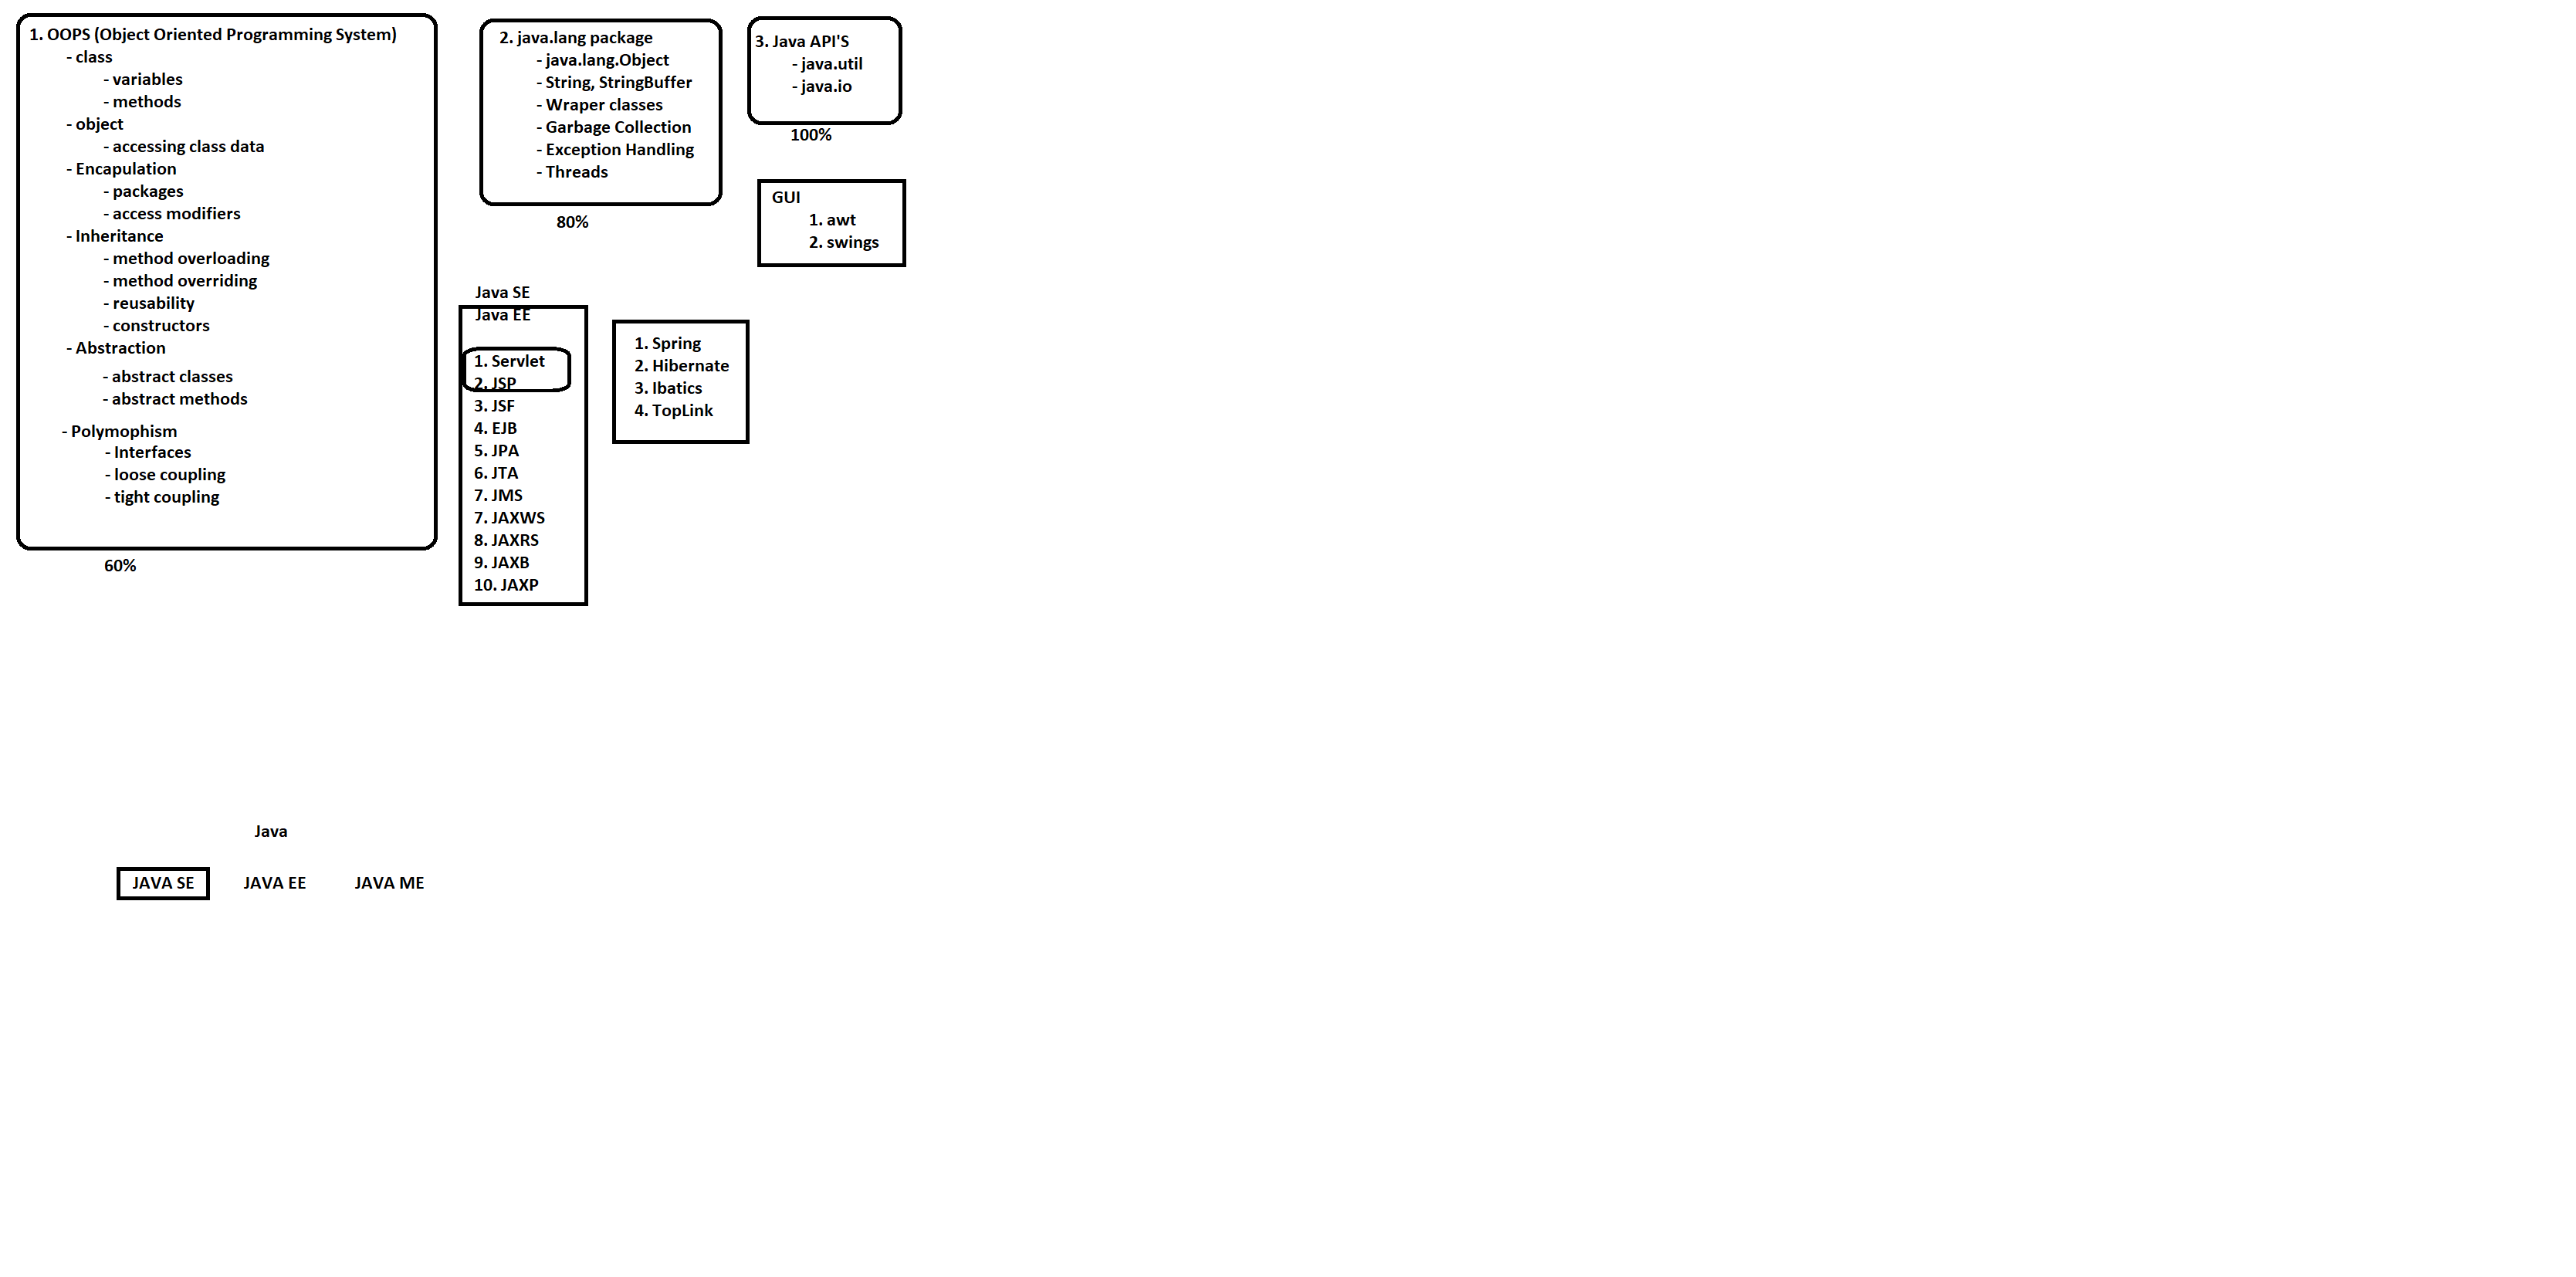 1. OOPS (Object Oriented Programming System)
- class
- variables
- methods
- object
- accessing class data
- Encapulation
- packages
- access modifiers
- Inheritance
- method overloading
- method overriding
- reusability
- constructors
- Abstraction
- abstract classes
- abstract methods
- Polymophism
- Interfaces
- loose coupling
- tight coupling
60%
2. java.lang package
- java.lang.Object
- String, StringBuffer
- Wraper classes
- Garbage Collection
- Exception Handling
- Threads
80%
3. Java API'S
- java.util
- java.io
100%
GUI
1. awt
2. swings
Java SE
Java EE
1. Servlet
2. JSP
3. JSF
4. EJB
5. JPA
6. JTA
7. JMS
7. JAXWS
8. JAXRS
9. JAXB
10. JAXP
1. Spring
2. Hibernate
3. Ibatics
4. TopLink
Java
JAVA SE
JAVA EE
JAVA ME